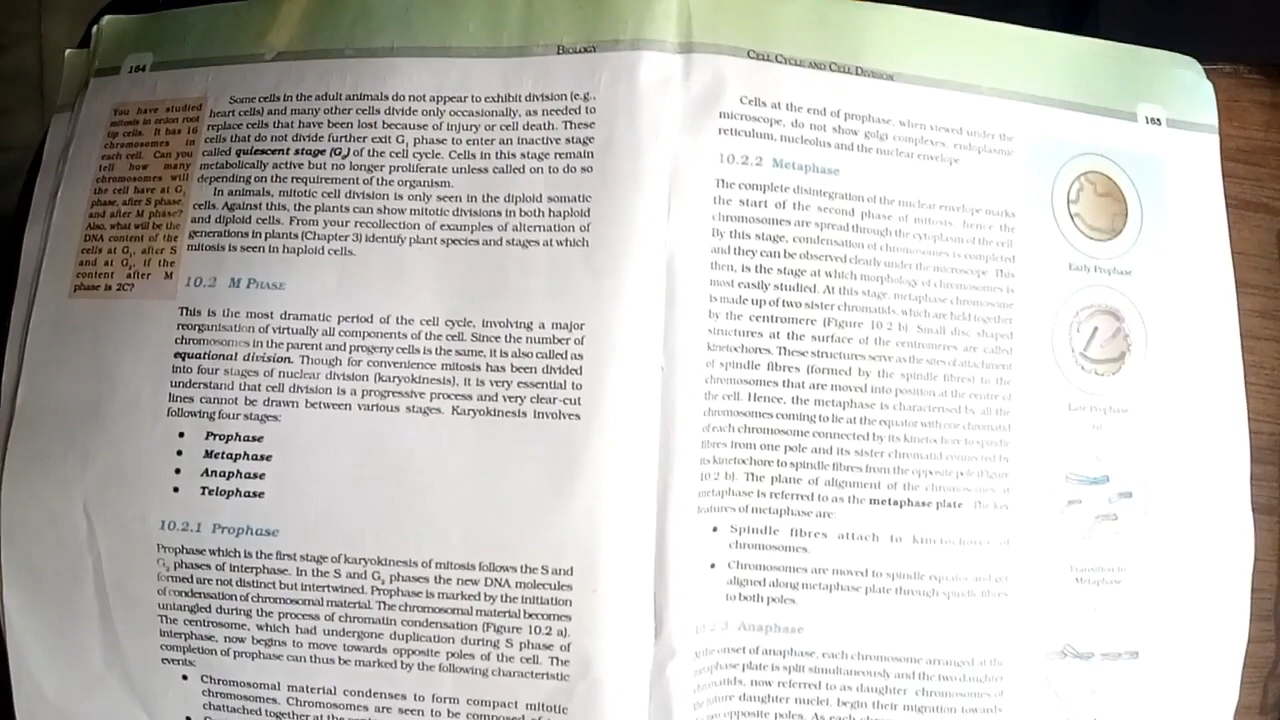 164
BIOLOGY
You have studied
mitosis in onion root
tip cells. It has 16
chromosomes in
each cell. Can you
tell how many
chromosomes will
the cell have at G1
phase, after S phase,
and after M phase?
Also, what will be the
DNA content of the
cells at G1, after S
and at G2, if the
content after M
phase is 2C?
Some cells in the adult animals do not appear to exhibit division (e.g.,
heart cells) and many other cells divide only occasionally, as needed to
replace cells that have been lost because of injury or cell death. These
cells that do not divide further exit G1 phase to enter an inactive stage
called quiescent stage (G0) of the cell cycle. Cells in this stage remain
metabolically active but no longer proliferate unless called on to do so
depending on the requirement of the organism.
In animals, mitotic cell division is only seen in the diploid somatic
cells. Against this, the plants can show mitotic divisions in both haploid
and diploid cells. From your recollection of examples of alternation of
generations in plants (Chapter 3) identify plant species and stages at which
mitosis is seen in haploid cells.
10.2 M PHASE
This is the most dramatic period of the cell cycle, involving a major
reorganisation of virtually all components of the cell. Since the number of
chromosomes in the parent and progeny cells is the same, it is also called as
equational division. Though for convenience mitosis has been divided
into four stages of nuclear division (karyokinesis), it is very essential to
understand that cell division is a progressive process and very clear-cut
lines cannot be drawn between various stages. Karyokinesis involves
following four stages:
• Prophase
• Metaphase
• Anaphase
• Telophase
10.2.1 Prophase
Prophase which is the first stage of karyokinesis of mitosis follows the S and
G2 phases of interphase. In the S and G2 phases the new DNA molecules
formed are not distinct but intertwined. Prophase is marked by the initiation
of condensation of chromosomal material. The chromosomal material becomes
untangled during the process of chromatin condensation (Figure 10.2 a).
The centrosome, which had undergone duplication during S phase of
interphase, now begins to move towards opposite poles of the cell. The
completion of prophase can thus be marked by the following characteristic
events:
• Chromosomal material condenses to form compact mitotic
chromosomes. Chromosomes are seen to be composed of
chattached together at the
CELL CYCLE AND CELL DIVISION
165
Cells at the end of prophase, when viewed under the
microscope, do not show golgi complexes, endoplasmic
reticulum, nucleolus and the nuclear envelope
10.2.2 Metaphase
The complete disintegration of the nuclear envelope marks
the start of the second phase of mitosis, hence the
chromosomes are spread through the cytoplasm of the cell
By this stage, condensation of chromosomes is completed
and they can be observed clearly under the microscope This
then, is the stage at which morphology of chromosomes is
most easily studied. At this stage, metaphase chromosome
is made up of two sister chromatids, which are held together
by the centromere (Figure 10 2 b). Small disc shaped
structures at the surface of the centromeres are called
kinetochores. These structures serve as the sites of attachment
of spindle fibres (formed by the spindle fibres) to the
chromosomes that are moved into position at the centre of
the cell. Hence, the metaphase is characterised by all the
chromosomes coming to lie at the equator with one chromatid
of each chromosome connected by its kinetochore to spindle
fibres from one pole and its sister chromatid connected by
its kinetochore to spindle fibres from the opposite pole (Figure
10 2 b). The plane of alignment of the chromosomes at
metaphase is referred to as the metaphase plate The key
features of metaphase are:
• Spindle fibres attach to kinetochores of
chromosomes.
• Chromosomes are moved to spindle equator and get
aligned along metaphase plate through spindle fibres
to both poles.
10.2.3 Anaphase
onset of anaphase, each chromosome arranged at the
plate is split simultaneously and the two daughter
now referred to as daughter chromosomes of
future daughter nuclei, begin their migration towards
two opposite poles. As each
Early Prophase
Late Prophase
(a)
Transition to
Metaphase